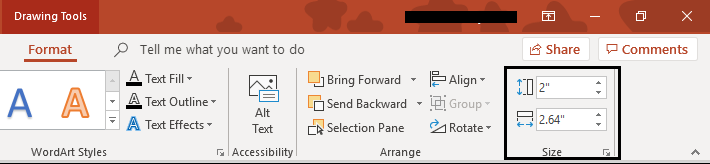 Drawing Tools
Format
Tell me what you want to do
Share
Comments
A
A
A Text Fill
A Text Outline
A Text Effects
WordArt Styles
Alt
Text
Accessibility
Bring Forward
Send Backward
Selection Pane
Align
Group
Rotate
Arrange
2"
2.64"
Size